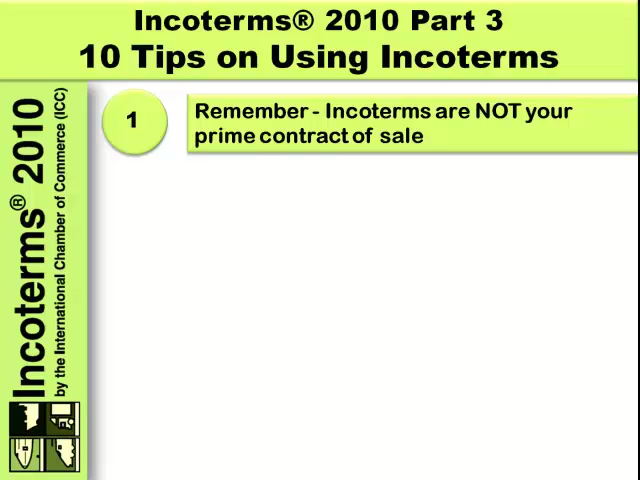 Incoterms® 2010 Part 3
10 Tips on Using Incoterms
1
Remember - Incoterms are NOT your
prime contract of sale
Incoterms® 2010
by the International Chamber of Commerce (ICC)